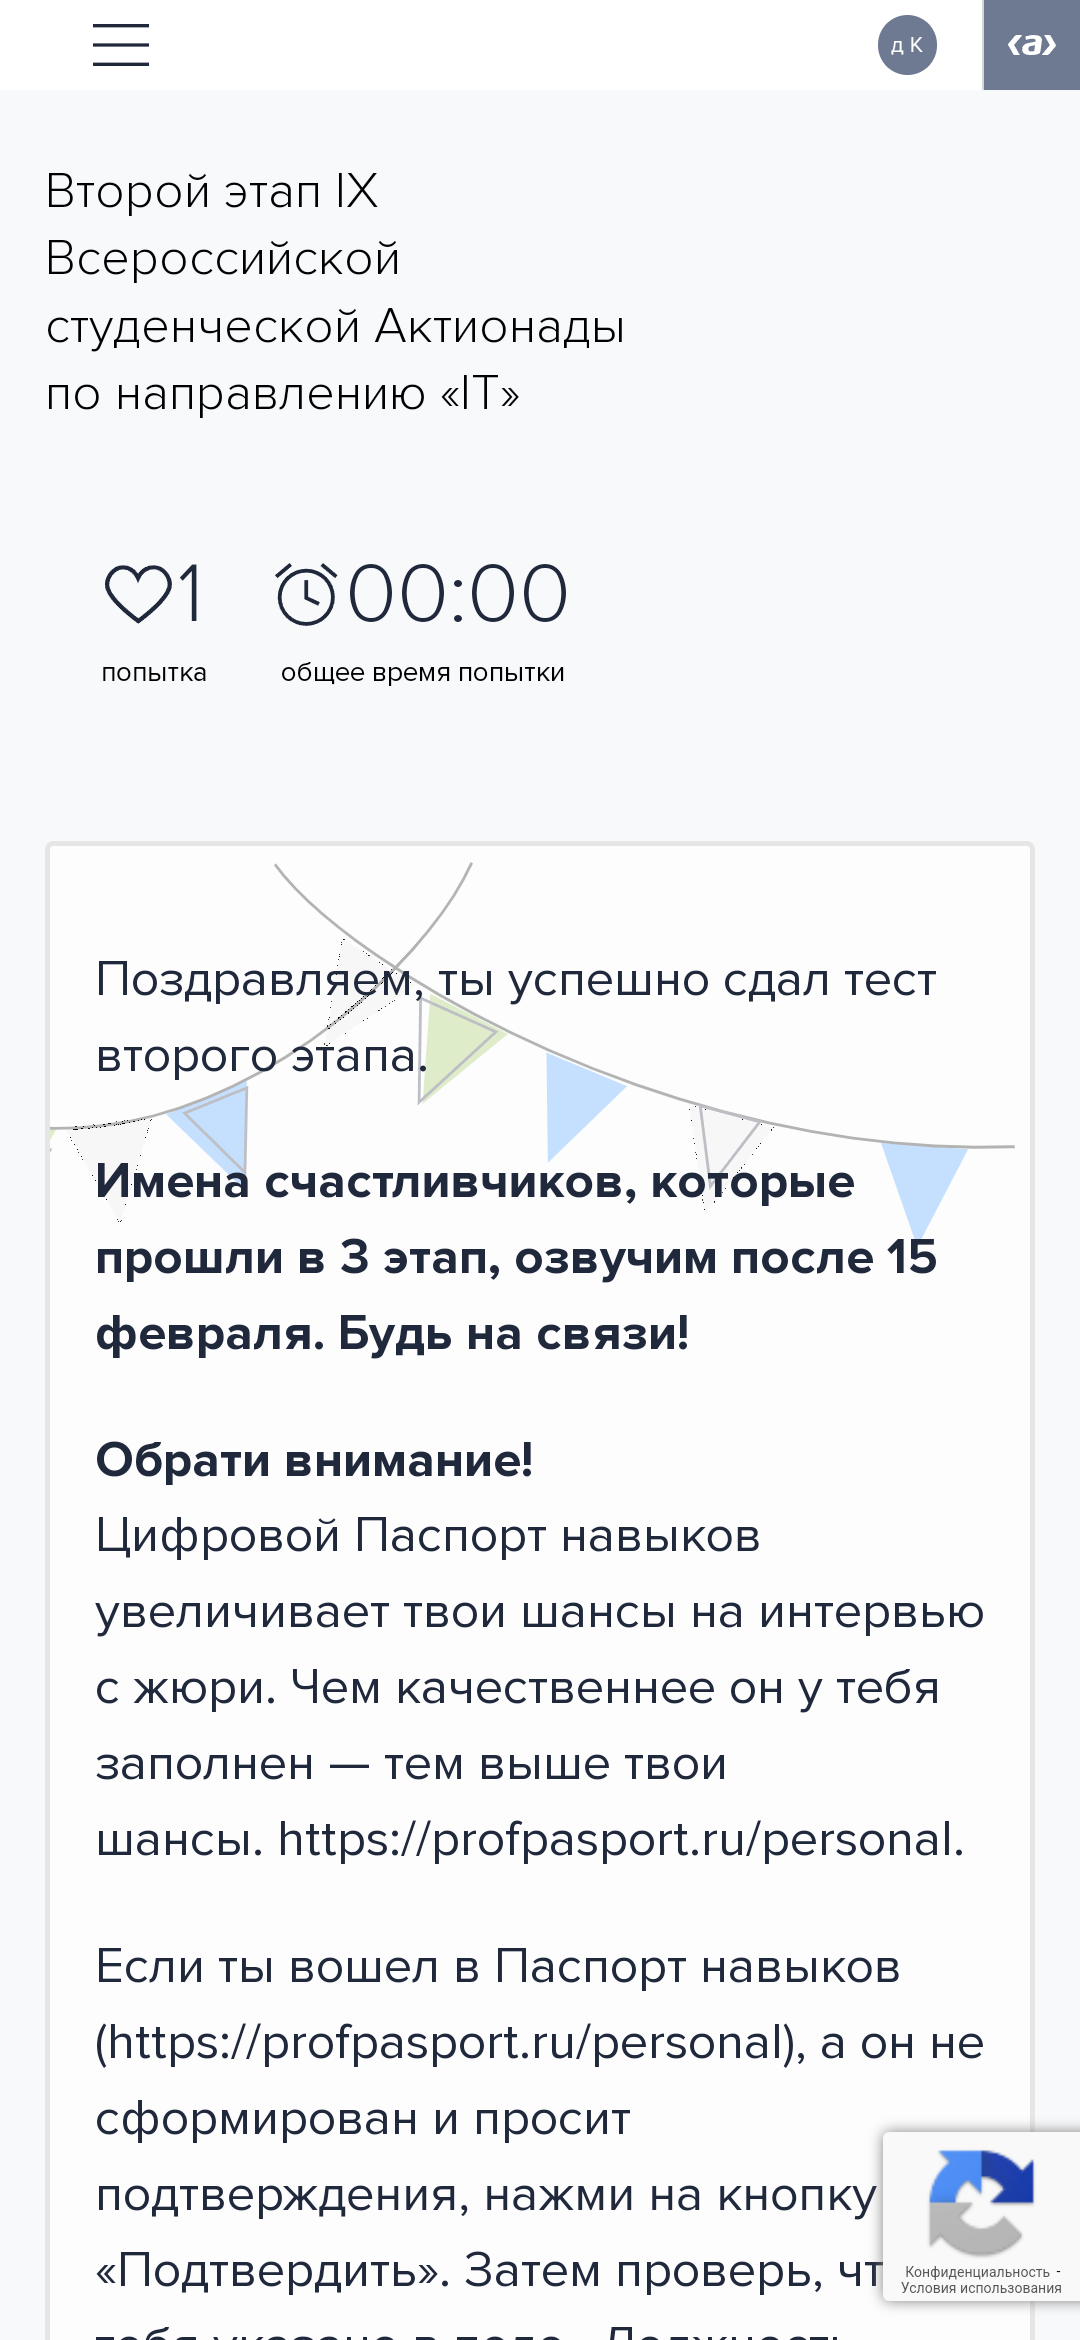 д К
‹a›
Второй этап IX
Всероссийской
студенческой Актионады
по направлению «IT»
1
00:00
попытка
общее время попытки
Поздравляем, ты успешно сдал тест
второго этапа.
Имена счастливчиков, которые
прошли в 3 этап, озвучим после 15
февраля. Будь на связи!
Обрати внимание!
Цифровой Паспорт навыков
увеличивает твои шансы на интервью
с жюри. Чем качественнее он у тебя
заполнен — тем выше твои
шансы. https://profpasport.ru/personal.
Если ты вошел в Паспорт навыков
(https://profpasport.ru/personal), а он не
сформирован и просит
подтверждения, нажми на кнопку
«Подтвердить». Затем проверь, чт
Конфиденциальность -
Условия использования